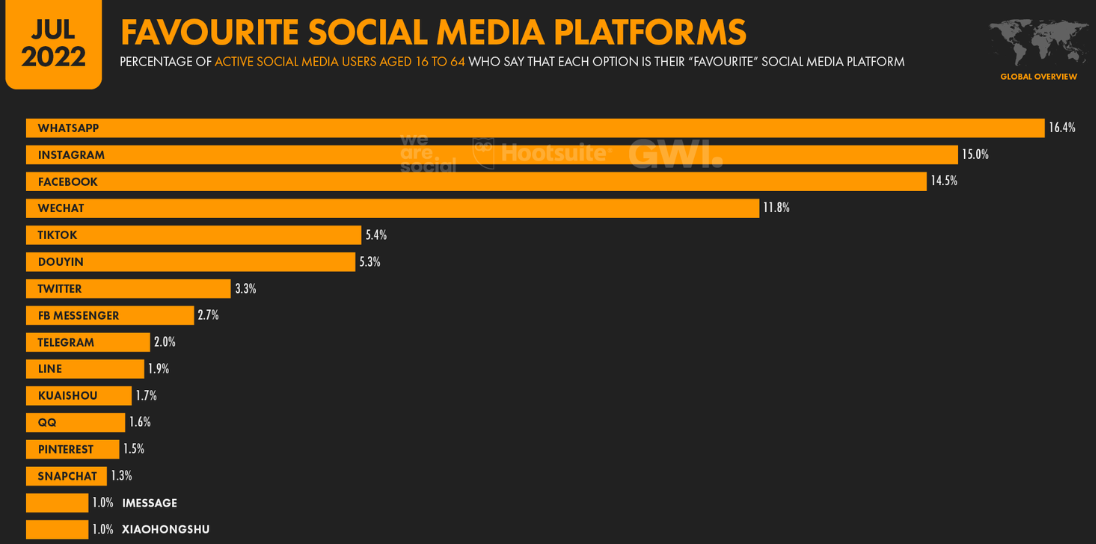 JUL
2022
FAVOURITE SOCIAL MEDIA PLATFORMS
PERCENTAGE OF ACTIVE SOCIAL MEDIA USERS AGED 16 TO 64 WHO SAY THAT EACH OPTION IS THEIR “FAVOURITE” SOCIAL MEDIA PLATFORM
GLOBAL OVERVIEW
we are social
Hootsuite®
GWI.
WHATSAPP 16.4%
INSTAGRAM 15.0%
FACEBOOK 14.5%
WECHAT 11.8%
TIKTOK 5.4%
DOUYIN 5.3%
TWITTER 3.3%
FB MESSENGER 2.7%
TELEGRAM 2.0%
LINE 1.9%
KUAISHOU 1.7%
QQ 1.6%
PINTEREST 1.5%
SNAPCHAT 1.3%
1.0% IMESSAGE
1.0% XIAOHONGSHU